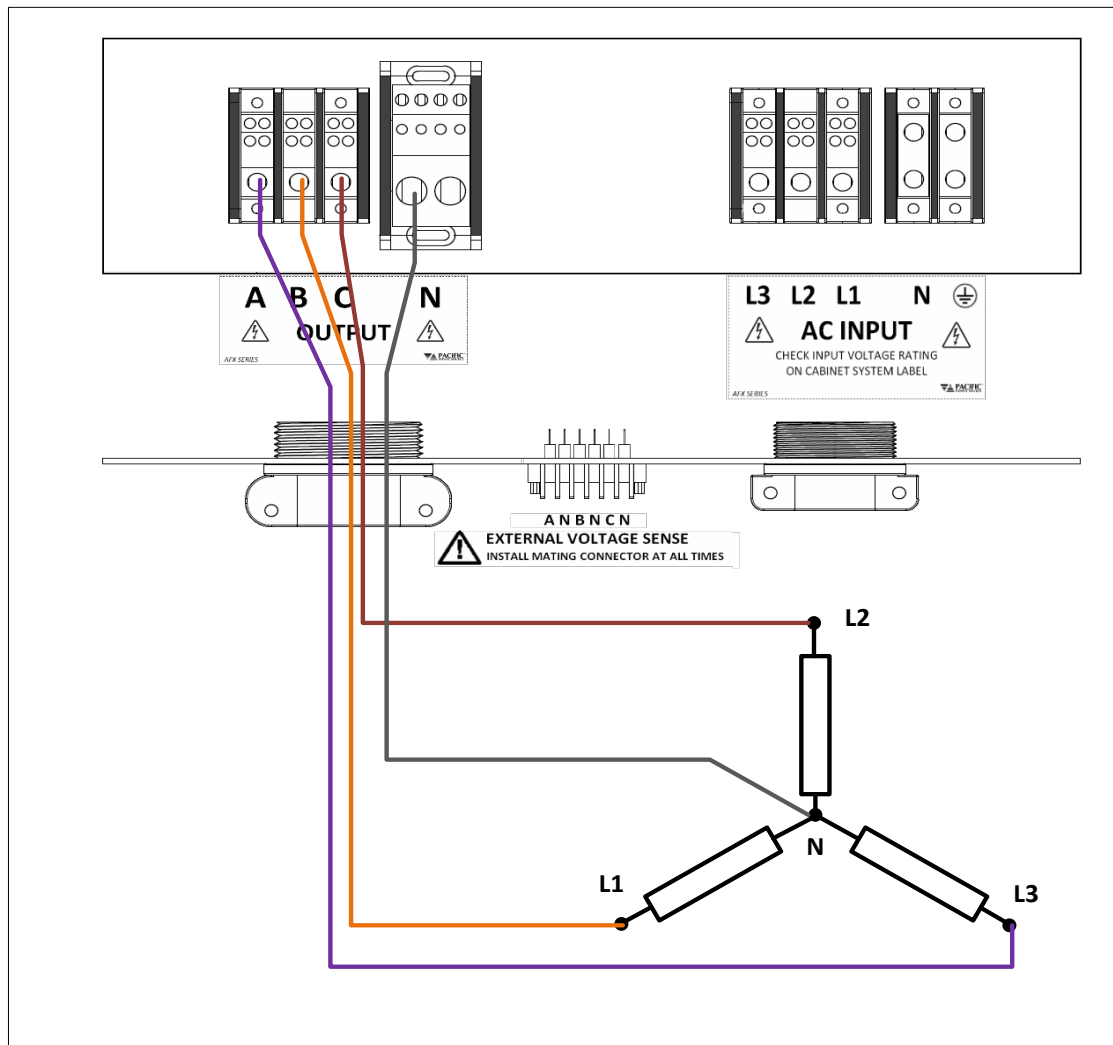 A B C N
OUTPUT
AFX SERIES
PACIFIC
L3 L2 L1 N
AC INPUT
CHECK INPUT VOLTAGE RATING
ON CABINET SYSTEM LABEL
AFX SERIES
PACIFIC
A N B N C N
EXTERNAL VOLTAGE SENSE
INSTALL MATING CONNECTOR AT ALL TIMES
L2
N
L1
L3